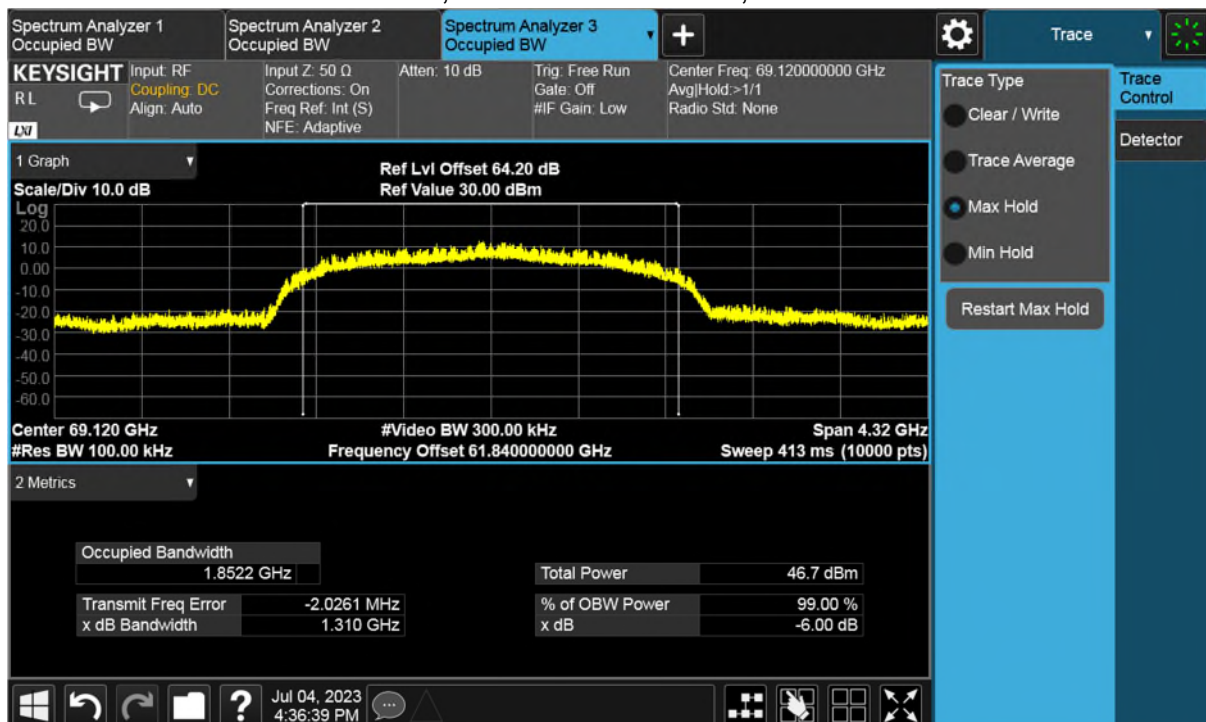 Spectrum Analyzer 1
Occupied BW
Spectrum Analyzer 2
Occupied BW
Spectrum Analyzer 3
Occupied BW
Trace
KEYSIGHT
RL
LXI
Input: RF
Coupling: DC
Align: Auto
Input Z: 50 Ω
Corrections: On
Freq Ref: Int (S)
NFE: Adaptive
Atten: 10 dB
Trig: Free Run
Gate: Off
#IF Gain: Low
Center Freq: 69.120000000 GHz
Avg|Hold:>1/1
Radio Std: None
Trace Type
Clear / Write
Trace Average
Max Hold
Min Hold
Restart Max Hold
Trace
Control
Detector
1 Graph
Scale/Div 10.0 dB
Ref Lvl Offset 64.20 dB
Ref Value 30.00 dBm
Log
20.0
10.0
0.00
-10.0
-20.0
-30.0
-40.0
-50.0
-60.0
Center 69.120 GHz
#Video BW 300.00 kHz
Span 4.32 GHz
#Res BW 100.00 kHz
Frequency Offset 61.840000000 GHz
Sweep 413 ms (10000 pts)
2 Metrics
Occupied Bandwidth
1.8522 GHz
Total Power 46.7 dBm
Transmit Freq Error -2.0261 MHz
% of OBW Power 99.00 %
x dB Bandwidth 1.310 GHz
x dB -6.00 dB
Jul 04, 2023
4:36:39 PM